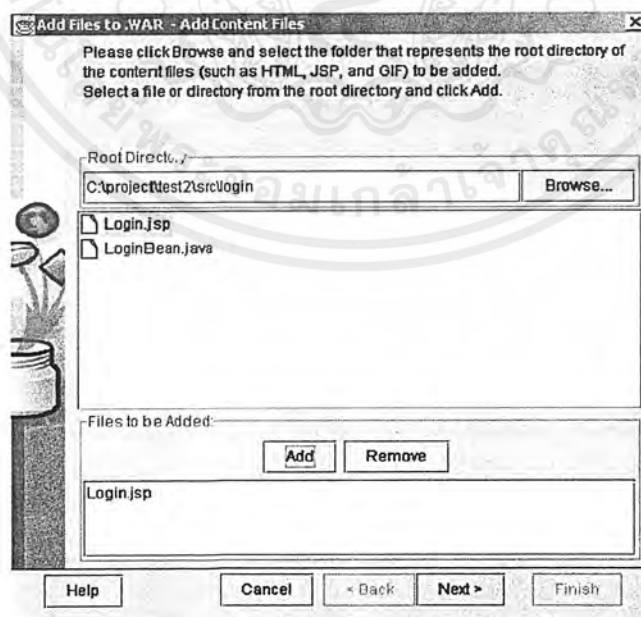 Add Files to .WAR - Add Content Files
Please click Browse and select the folder that represents the root directory of
the content files (such as HTML, JSP, and GIF) to be added.
Select a file or directory from the root directory and click Add.
Root Directory
C:\project\test2\src\login
Browse...
Login.jsp
LoginBean.java
Files to be Added:
Add
Remove
Login.jsp
Help
Cancel
< Back
Next >
Finish